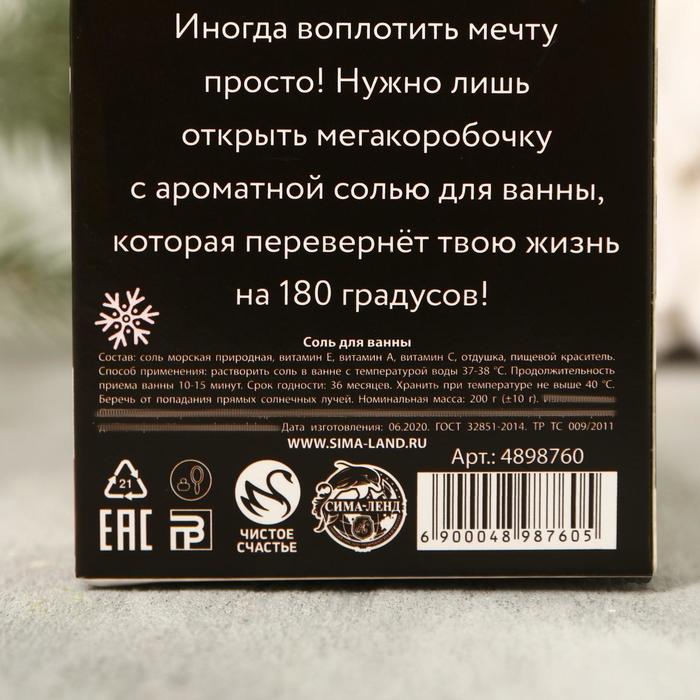 Иногда воплотить мечту
просто! Нужно лишь
открыть мегакоробочку
с ароматной солью для ванны,
которая перевернёт твою жизнь
на 180 градусов!
Соль для ванны
Состав: соль морская природная, витамин Е, витамин А, витамин С, отдушка, пищевой краситель.
Способ применения: растворить соль в ванне с температурой воды 37-38 °С. Продолжительность
приема ванны 10-15 минут. Срок годности: 36 месяцев. Хранить при температуре не выше 40 °С.
Беречь от попадания прямых солнечных лучей. Номинальная масса: 200 г (±10 г).
Дата изготовления: 06.2020. ГОСТ 32851-2014. ТР ТС 009/2011
WWW.SIMA-LAND.RU
Арт.: 4898760
21
ЕАС
ЧИСТОЕ
СЧАСТЬЕ
СИМА-ЛЕНД
6 900048 987605